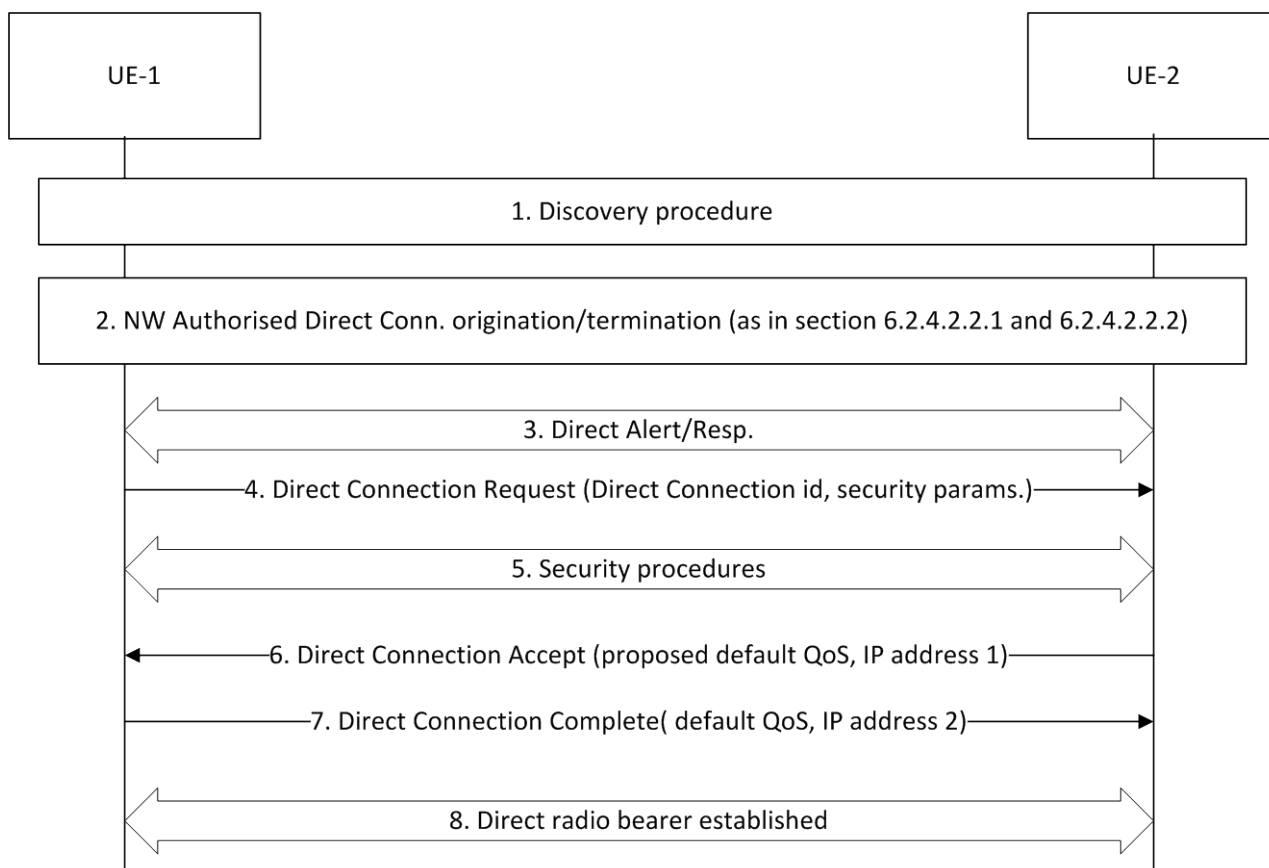 UE-1
UE-2
1. Discovery procedure
2. NW Authorised Direct Conn. origination/termination (as in section 6.2.4.2.2.1 and 6.2.4.2.2.2)
3. Direct Alert/Resp.
4. Direct Connection Request (Direct Connection id, security params.)
5. Security procedures
6. Direct Connection Accept (proposed default QoS, IP address 1)
7. Direct Connection Complete( default QoS, IP address 2)
8. Direct radio bearer established